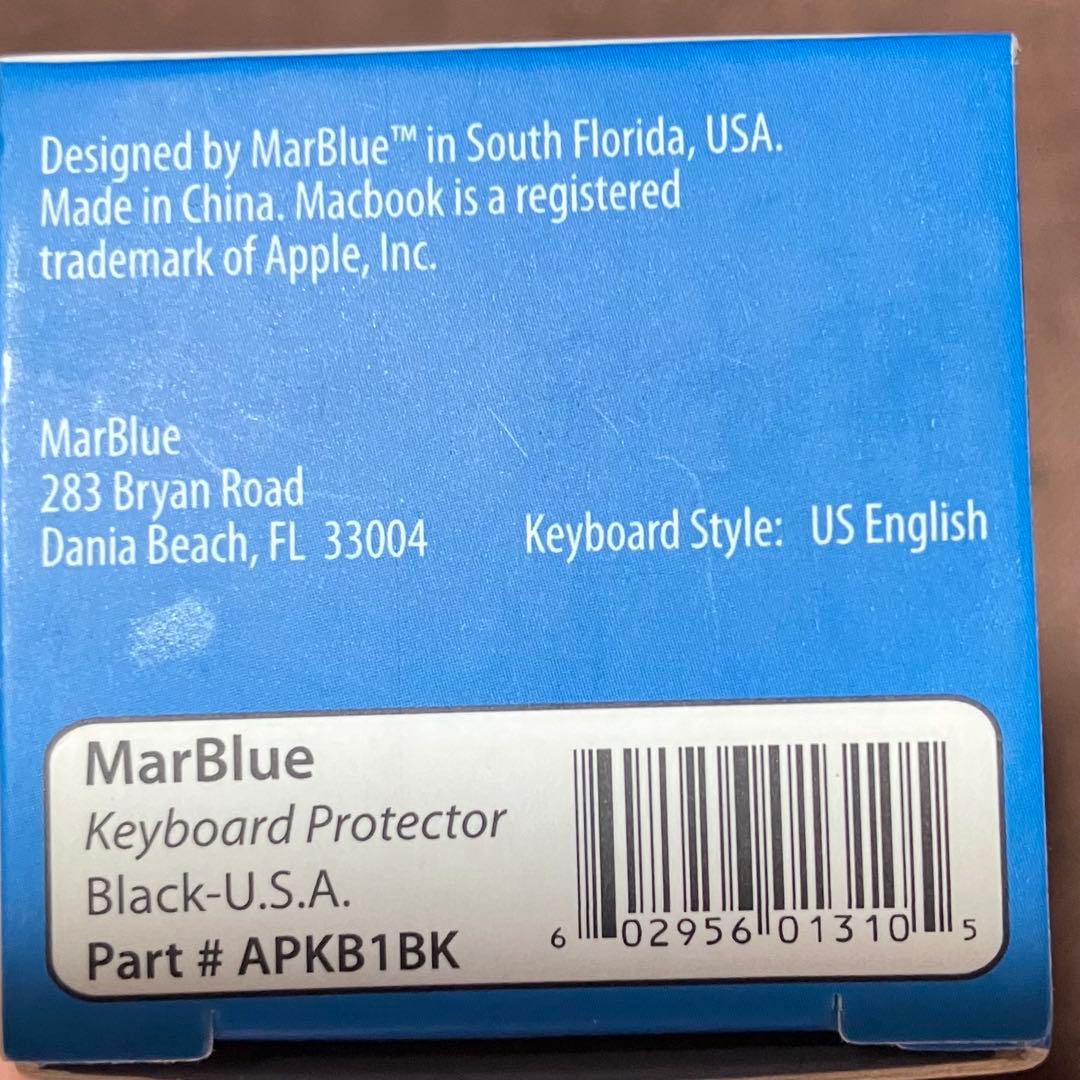 Designed by MarBlue™ in South Florida, USA.
Made in China. Macbook is a registered
trademark of Apple, Inc.
MarBlue
283 Bryan Road
Dania Beach, FL 33004
Keyboard Style: US English
MarBlue
Keyboard Protector
Black-U.S.A.
Part # APKB1BK
6 02956 01310 5